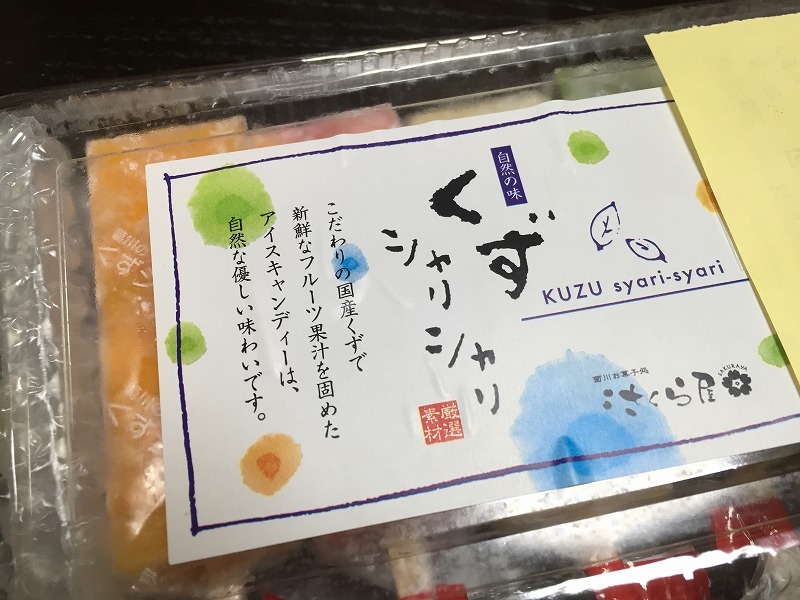 自然の味
くず
シャリシャリ
KUZU syari-syari
こだわりの国産くずで
新鮮なフルーツ果汁を固めた
アイスキャンディーは、
自然な優しい味わいです。
厳選
素材
菊川お菓子処
さくら屋
SAKURAYA